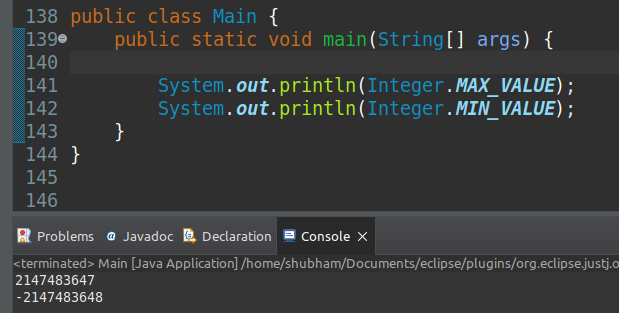 138 public class Main {
139     public static void main(String[] args) {
140
141         System.out.println(Integer.MAX_VALUE);
142         System.out.println(Integer.MIN_VALUE);
143     }
144 }
145
146
Problems @ Javadoc Declaration Console ×
<terminated> Main [Java Application] /home/shubham/Documents/eclipse/plugins/org.eclipse.justj.o
2147483647
-2147483648